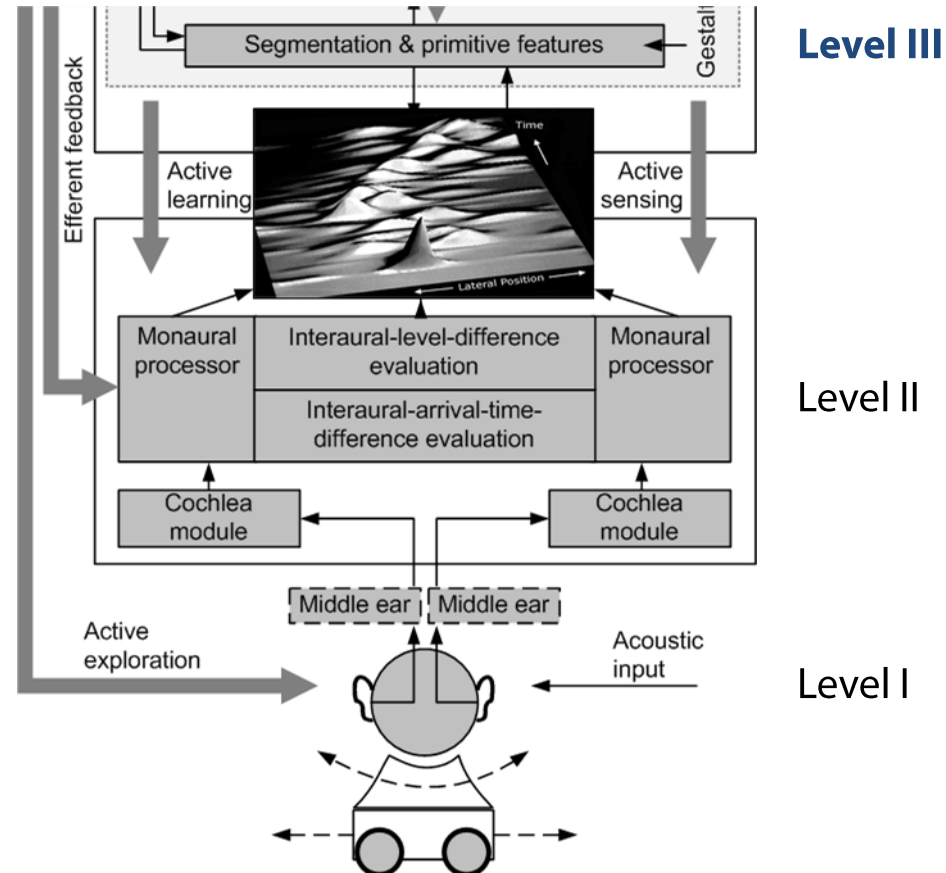 Segmentation & primitive features
Gestalt
Level III
Efferent feedback
Time
Active
learning
Active
sensing
Lateral Position
Monaural
processor
Interaural-level-difference
evaluation
Monaural
processor
Interaural-arrival-time-
difference evaluation
Level II
Cochlea
module
Cochlea
module
Middle ear
Middle ear
Active
exploration
Acoustic
input
Level I